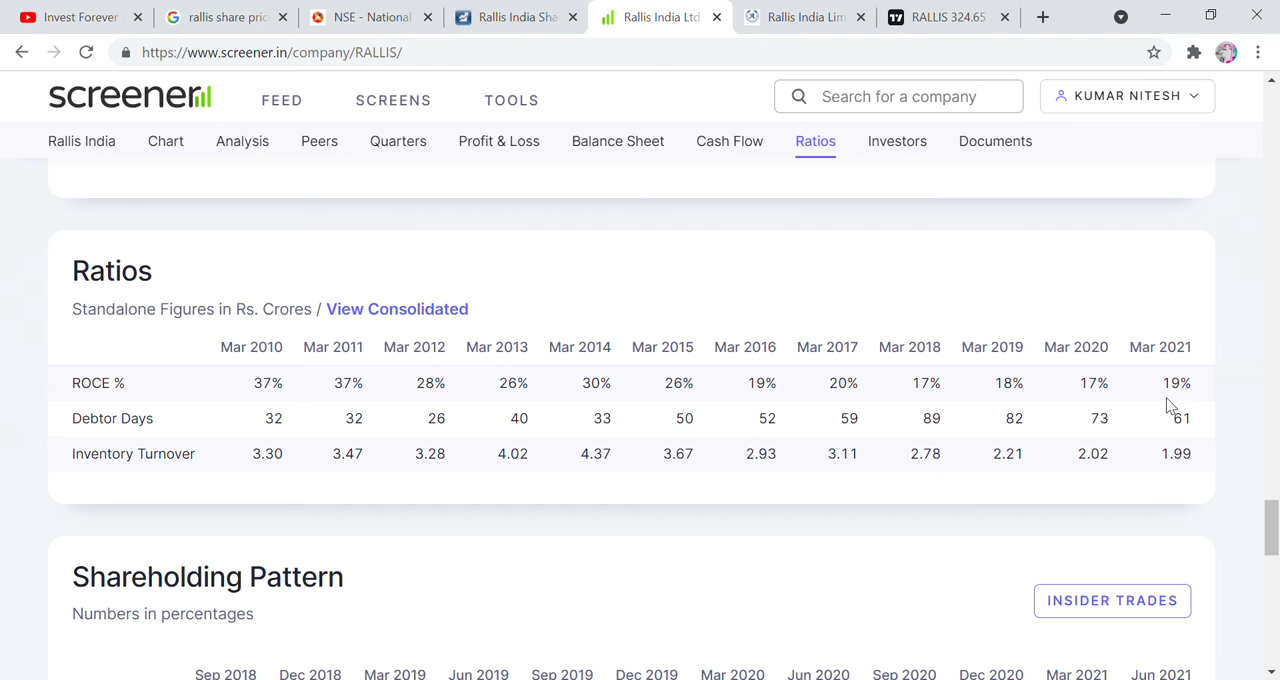 Invest Forever
rallis share pric
NSE - National
Rallis India Sha
Rallis India Ltd
Rallis India Lim
RALLIS 324.65
https://www.screener.in/company/RALLIS/
screener
FEED
SCREENS
TOOLS
Search for a company
KUMAR NITESH
Rallis India Chart Analysis Peers Quarters Profit & Loss Balance Sheet Cash Flow Ratios Investors Documents
Ratios
Standalone Figures in Rs. Crores / View Consolidated
Mar 2010 Mar 2011 Mar 2012 Mar 2013 Mar 2014 Mar 2015 Mar 2016 Mar 2017 Mar 2018 Mar 2019 Mar 2020 Mar 2021
ROCE % 37% 37% 28% 26% 30% 26% 19% 20% 17% 18% 17% 19%
Debtor Days 32 32 26 40 33 50 52 59 89 82 73 61
Inventory Turnover 3.30 3.47 3.28 4.02 4.37 3.67 2.93 3.11 2.78 2.21 2.02 1.99
Shareholding Pattern
Numbers in percentages
INSIDER TRADES
Sep 2018 Dec 2018 Mar 2019 Jun 2019 Sep 2019 Dec 2019 Mar 2020 Jun 2020 Sep 2020 Dec 2020 Mar 2021 Jun 2021